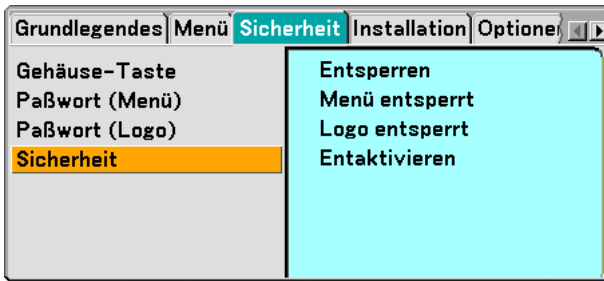 Grundlegendes Menü Sicherheit Installation Optionen
Gehäuse-Taste Entsperren
Paßwort (Menü) Menü entsperrt
Paßwort (Logo) Logo entsperrt
Sicherheit Entaktivieren